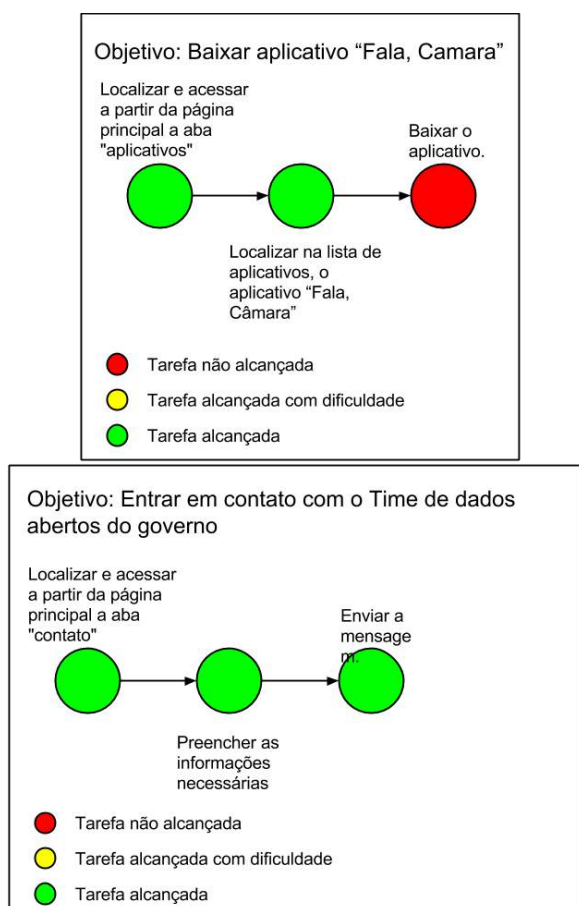 Objetivo: Baixar aplicativo “Fala, Camara”
Localizar e acessar
a partir da página
principal a aba
"aplicativos"
Baixar o
aplicativo.
Localizar na lista de
aplicativos, o
aplicativo “Fala,
Câmara”
Tarefa não alcançada
Tarefa alcançada com dificuldade
Tarefa alcançada
Objetivo: Entrar em contato com o Time de dados
abertos do governo
Localizar e acessar
a partir da página
principal a aba
"contato"
Enviar a
mensage
m.
Preencher as
informações
necessárias
Tarefa não alcançada
Tarefa alcançada com dificuldade
Tarefa alcançada